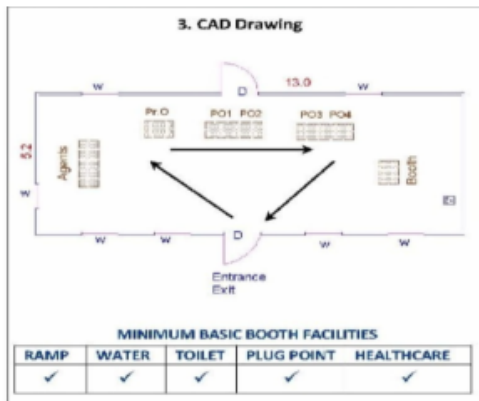 3. CAD Drawing
W D 13.0 W
Pr.O PO1 PO2 PO3 PO4
5.2
Agents
Booth
W
W W D W W
Entrance
Exit
MINIMUM BASIC BOOTH FACILITIES
RAMP WATER TOILET PLUG POINT HEALTHCARE
✓ ✓ ✓ ✓ ✓